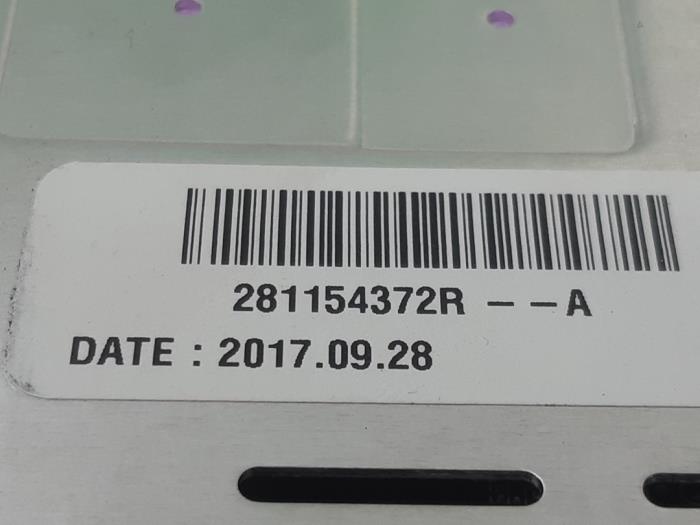 281154372R – –A
DATE : 2017.09.28